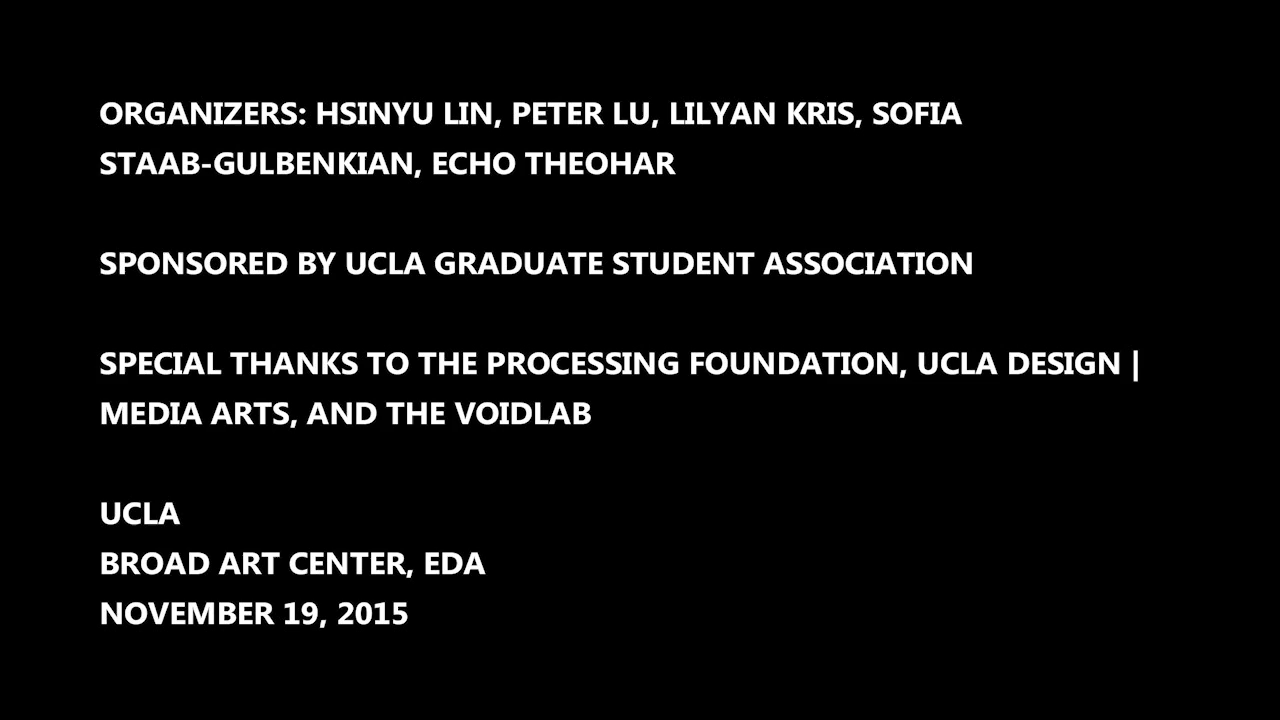 ORGANIZERS: HSINYU LIN, PETER LU, LILYAN KRIS, SOFIA
STAAB-GULBENKIAN, ECHO THEOHAR
SPONSORED BY UCLA GRADUATE STUDENT ASSOCIATION
SPECIAL THANKS TO THE PROCESSING FOUNDATION, UCLA DESIGN |
MEDIA ARTS, AND THE VOIDLAB
UCLA
BROAD ART CENTER, EDA
NOVEMBER 19, 2015